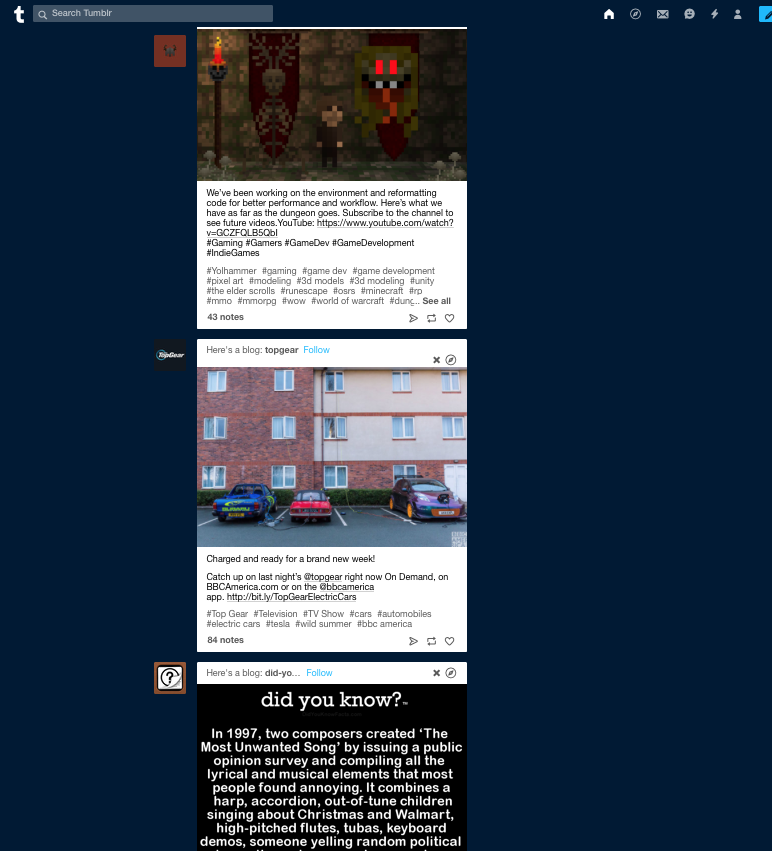 t Search Tumblr
We've been working on the environment and reformatting
code for better performance and workflow. Here's what we
have as far as the dungeon goes. Subscribe to the channel to
see future videos.YouTube: https://www.youtube.com/watch?
v=GCZFQLB5QbI
#Gaming #Gamers #GameDev #GameDevelopment
#IndieGames
#Yolhammer #gaming #game dev #game development
#pixel art #modeling #3d models #3d modeling #unity
#the elder scrolls #runescape #osrs #minecraft #rp
#mmo #mmorpg #wow #world of warcraft #dung... See all
43 notes
TopGear
Here's a blog: topgear Follow
SUBARU
Charged and ready for a brand new week!
Catch up on last night's @topgear right now On Demand, on
BBCAmerica.com or on the @bbcamerica
app. http://bit.ly/TopGearElectricCars
#Top Gear #Television #TV Show #cars #automobiles
#electric cars #tesla #wild summer #bbc america
84 notes
?
Here's a blog: did-yo... Follow
did you know?™
In 1997, two composers created ‘The
Most Unwanted Song’ by issuing a public
opinion survey and compiling all the
lyrical and musical elements that most
people found annoying. It combines a
harp, accordion, out-of-tune children
singing about Christmas and Walmart,
high-pitched flutes, tubas, keyboard
demos, someone yelling random political